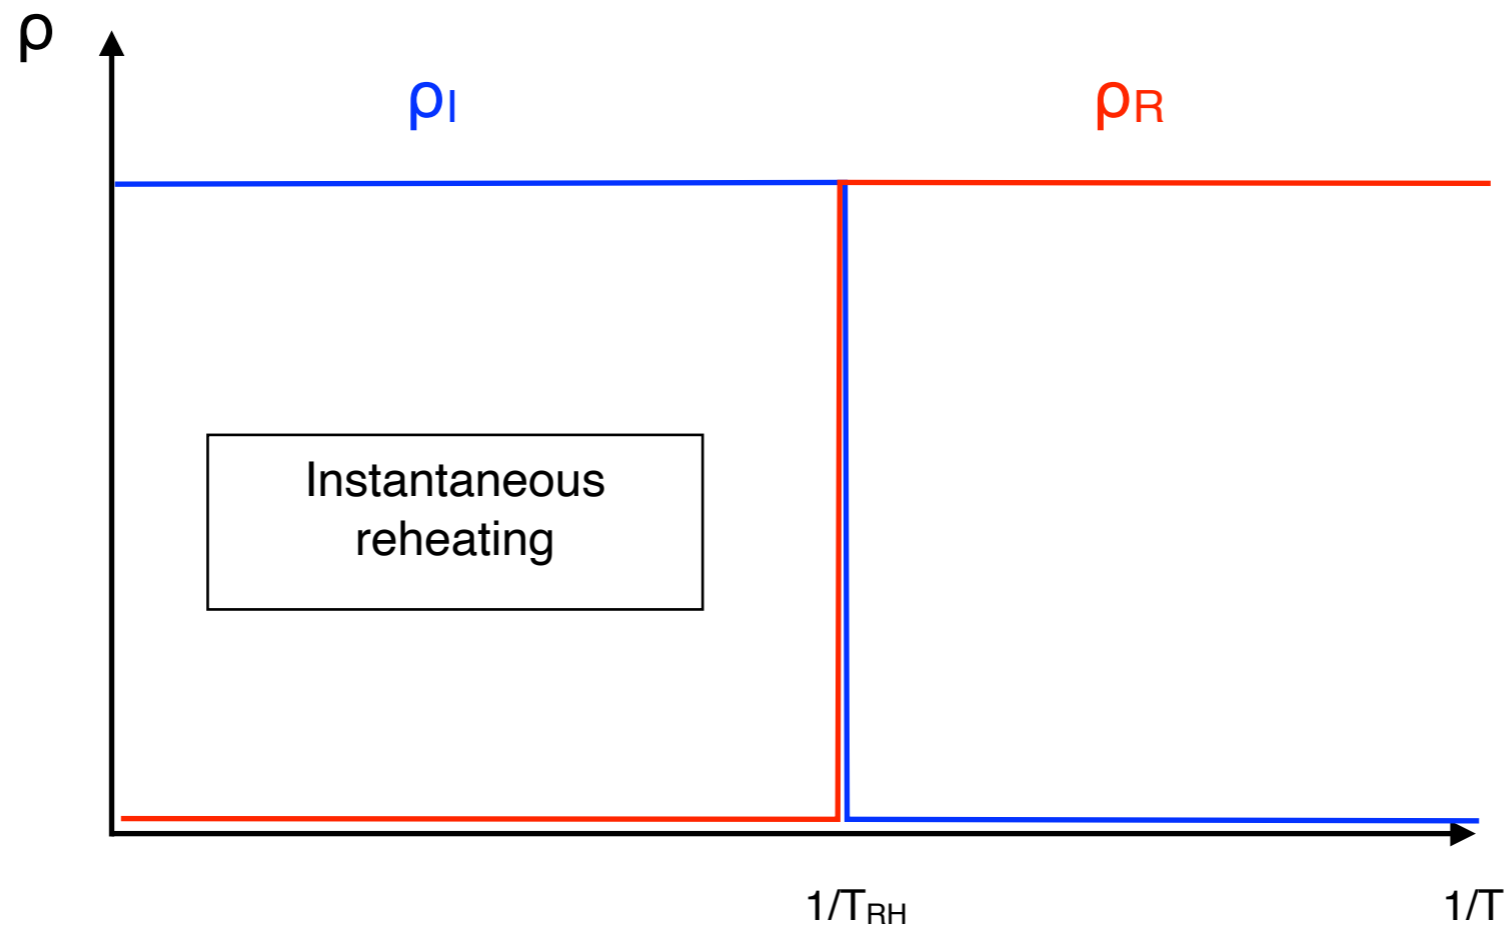 ρ
ρI
ρR
Instantaneous
reheating
1/TRH
1/T